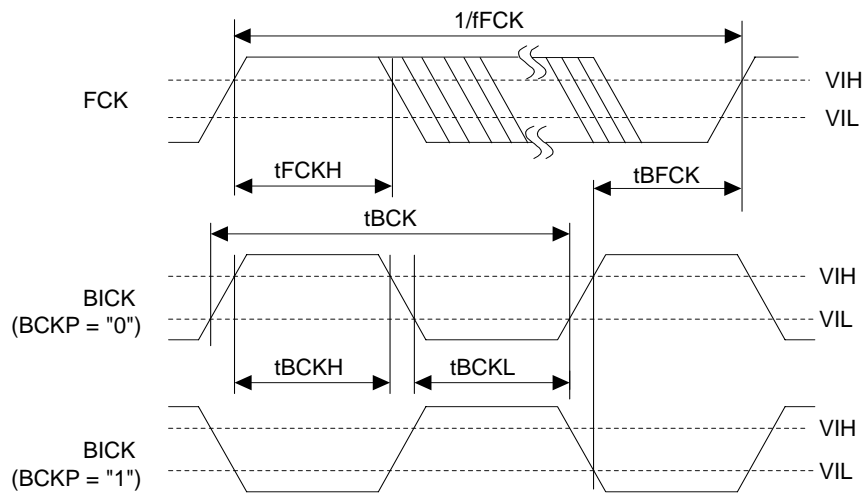 1/fFCK
FCK
VIH
VIL
tFCKH
tBFCK
tBCK
BICK
(BCKP = "0")
VIH
VIL
tBCKH
tBCKL
BICK
(BCKP = "1")
VIH
VIL